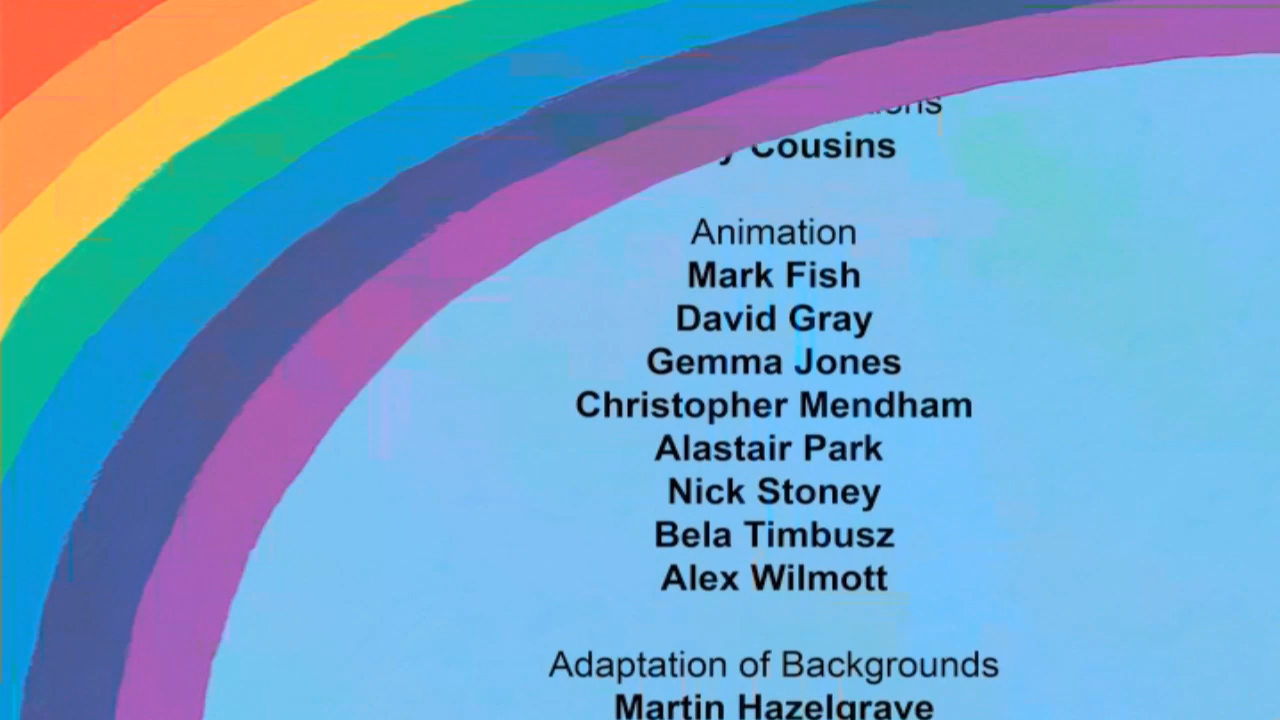 Cousins
Animation
Mark Fish
David Gray
Gemma Jones
Christopher Mendham
Alastair Park
Nick Stoney
Bela Timbusz
Alex Wilmott
Adaptation of Backgrounds
Martin Hazelgrave